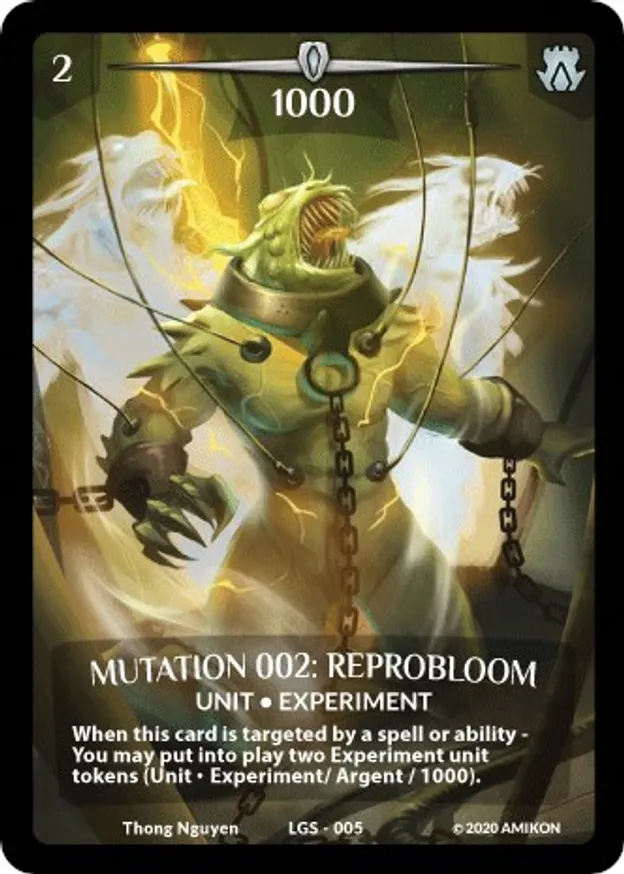 2
1000
MUTATION 002: REPROBLOOM
UNIT • EXPERIMENT
When this card is targeted by a spell or ability -
You may put into play two Experiment unit
tokens (Unit • Experiment/ Argent / 1000).
Thong Nguyen LGS - 005 © 2020 AMIKON